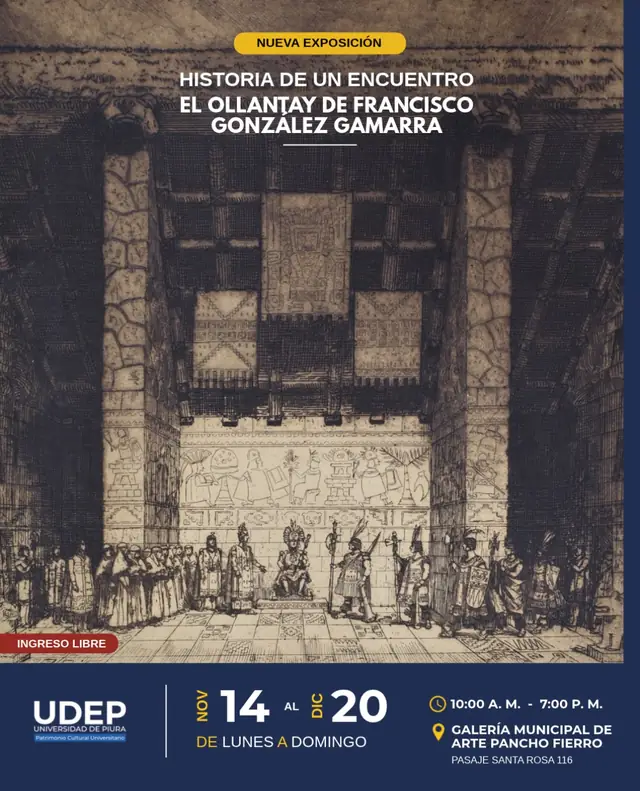 NUEVA EXPOSICIÓN
HISTORIA DE UN ENCUENTRO
EL OLLANTAY DE FRANCISCO
GONZÁLEZ GAMARRA
INGRESO LIBRE
UDEP
UNIVERSIDAD DE PIURA
Patrimonio Cultural Universitario
NOV 14 AL DIC 20
DE LUNES A DOMINGO
10:00 A. M. - 7:00 P. M.
GALERÍA MUNICIPAL DE
ARTE PANCHO FIERRO
PASAJE SANTA ROSA 116